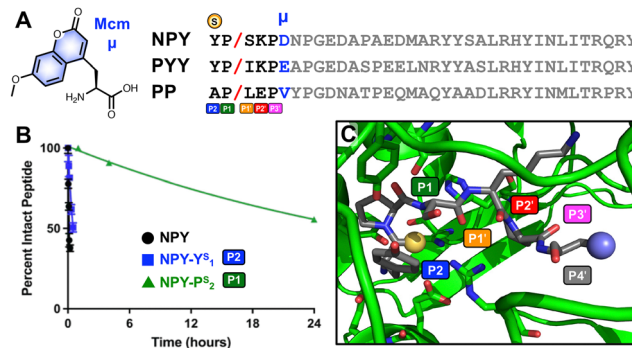 A
O
O
O
H₂N
O
OH
Mcm
μ
S
μ
NPY YP/SKPDNPGEDAPAEDMARYYSALRHYINLITRQRY
PYY YP/IKPEAPGEDASPEELNRYYASLRHYLNLVTRQRY
PP AP/LEPVYPGDNATPEQMAQYAADLRRYINMLTRPRY
P2 P1 P1' P2' P3'
B
Percent Intact Peptide
100
50
0
NPY
NPY-Yˢ₁ P2
NPY-Pˢ₂ P1
0 6 12 18 24
Time (hours)
C
P1
P2'
P3'
P1'
P2
P4'